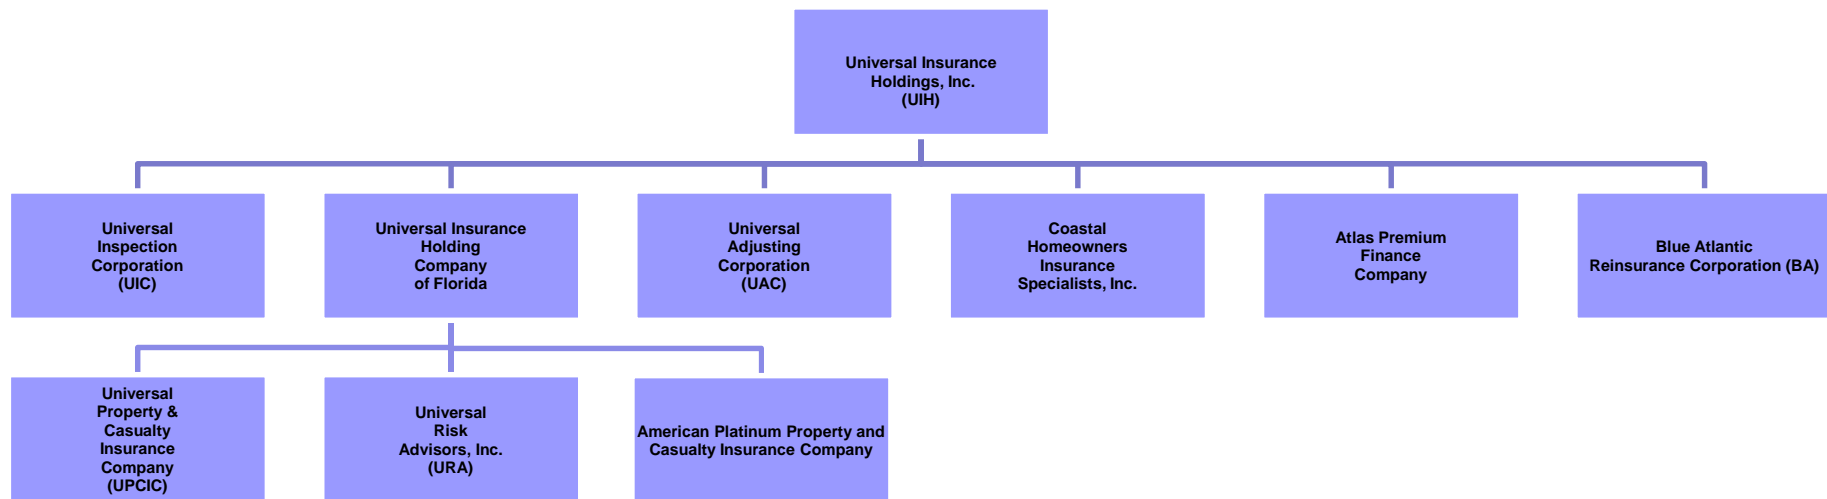 Universal Insurance
Holdings, Inc.
(UIH)
Universal
Inspection
Corporation
(UIC)
Universal Insurance
Holding
Company
of Florida
Universal
Adjusting
Corporation
(UAC)
Coastal
Homeowners
Insurance
Specialists, Inc.
Atlas Premium
Finance
Company
Blue Atlantic
Reinsurance Corporation (BA)
Universal
Property &
Casualty
Insurance
Company
(UPCIC)
Universal
Risk
Advisors, Inc.
(URA)
American Platinum Property and
Casualty Insurance Company